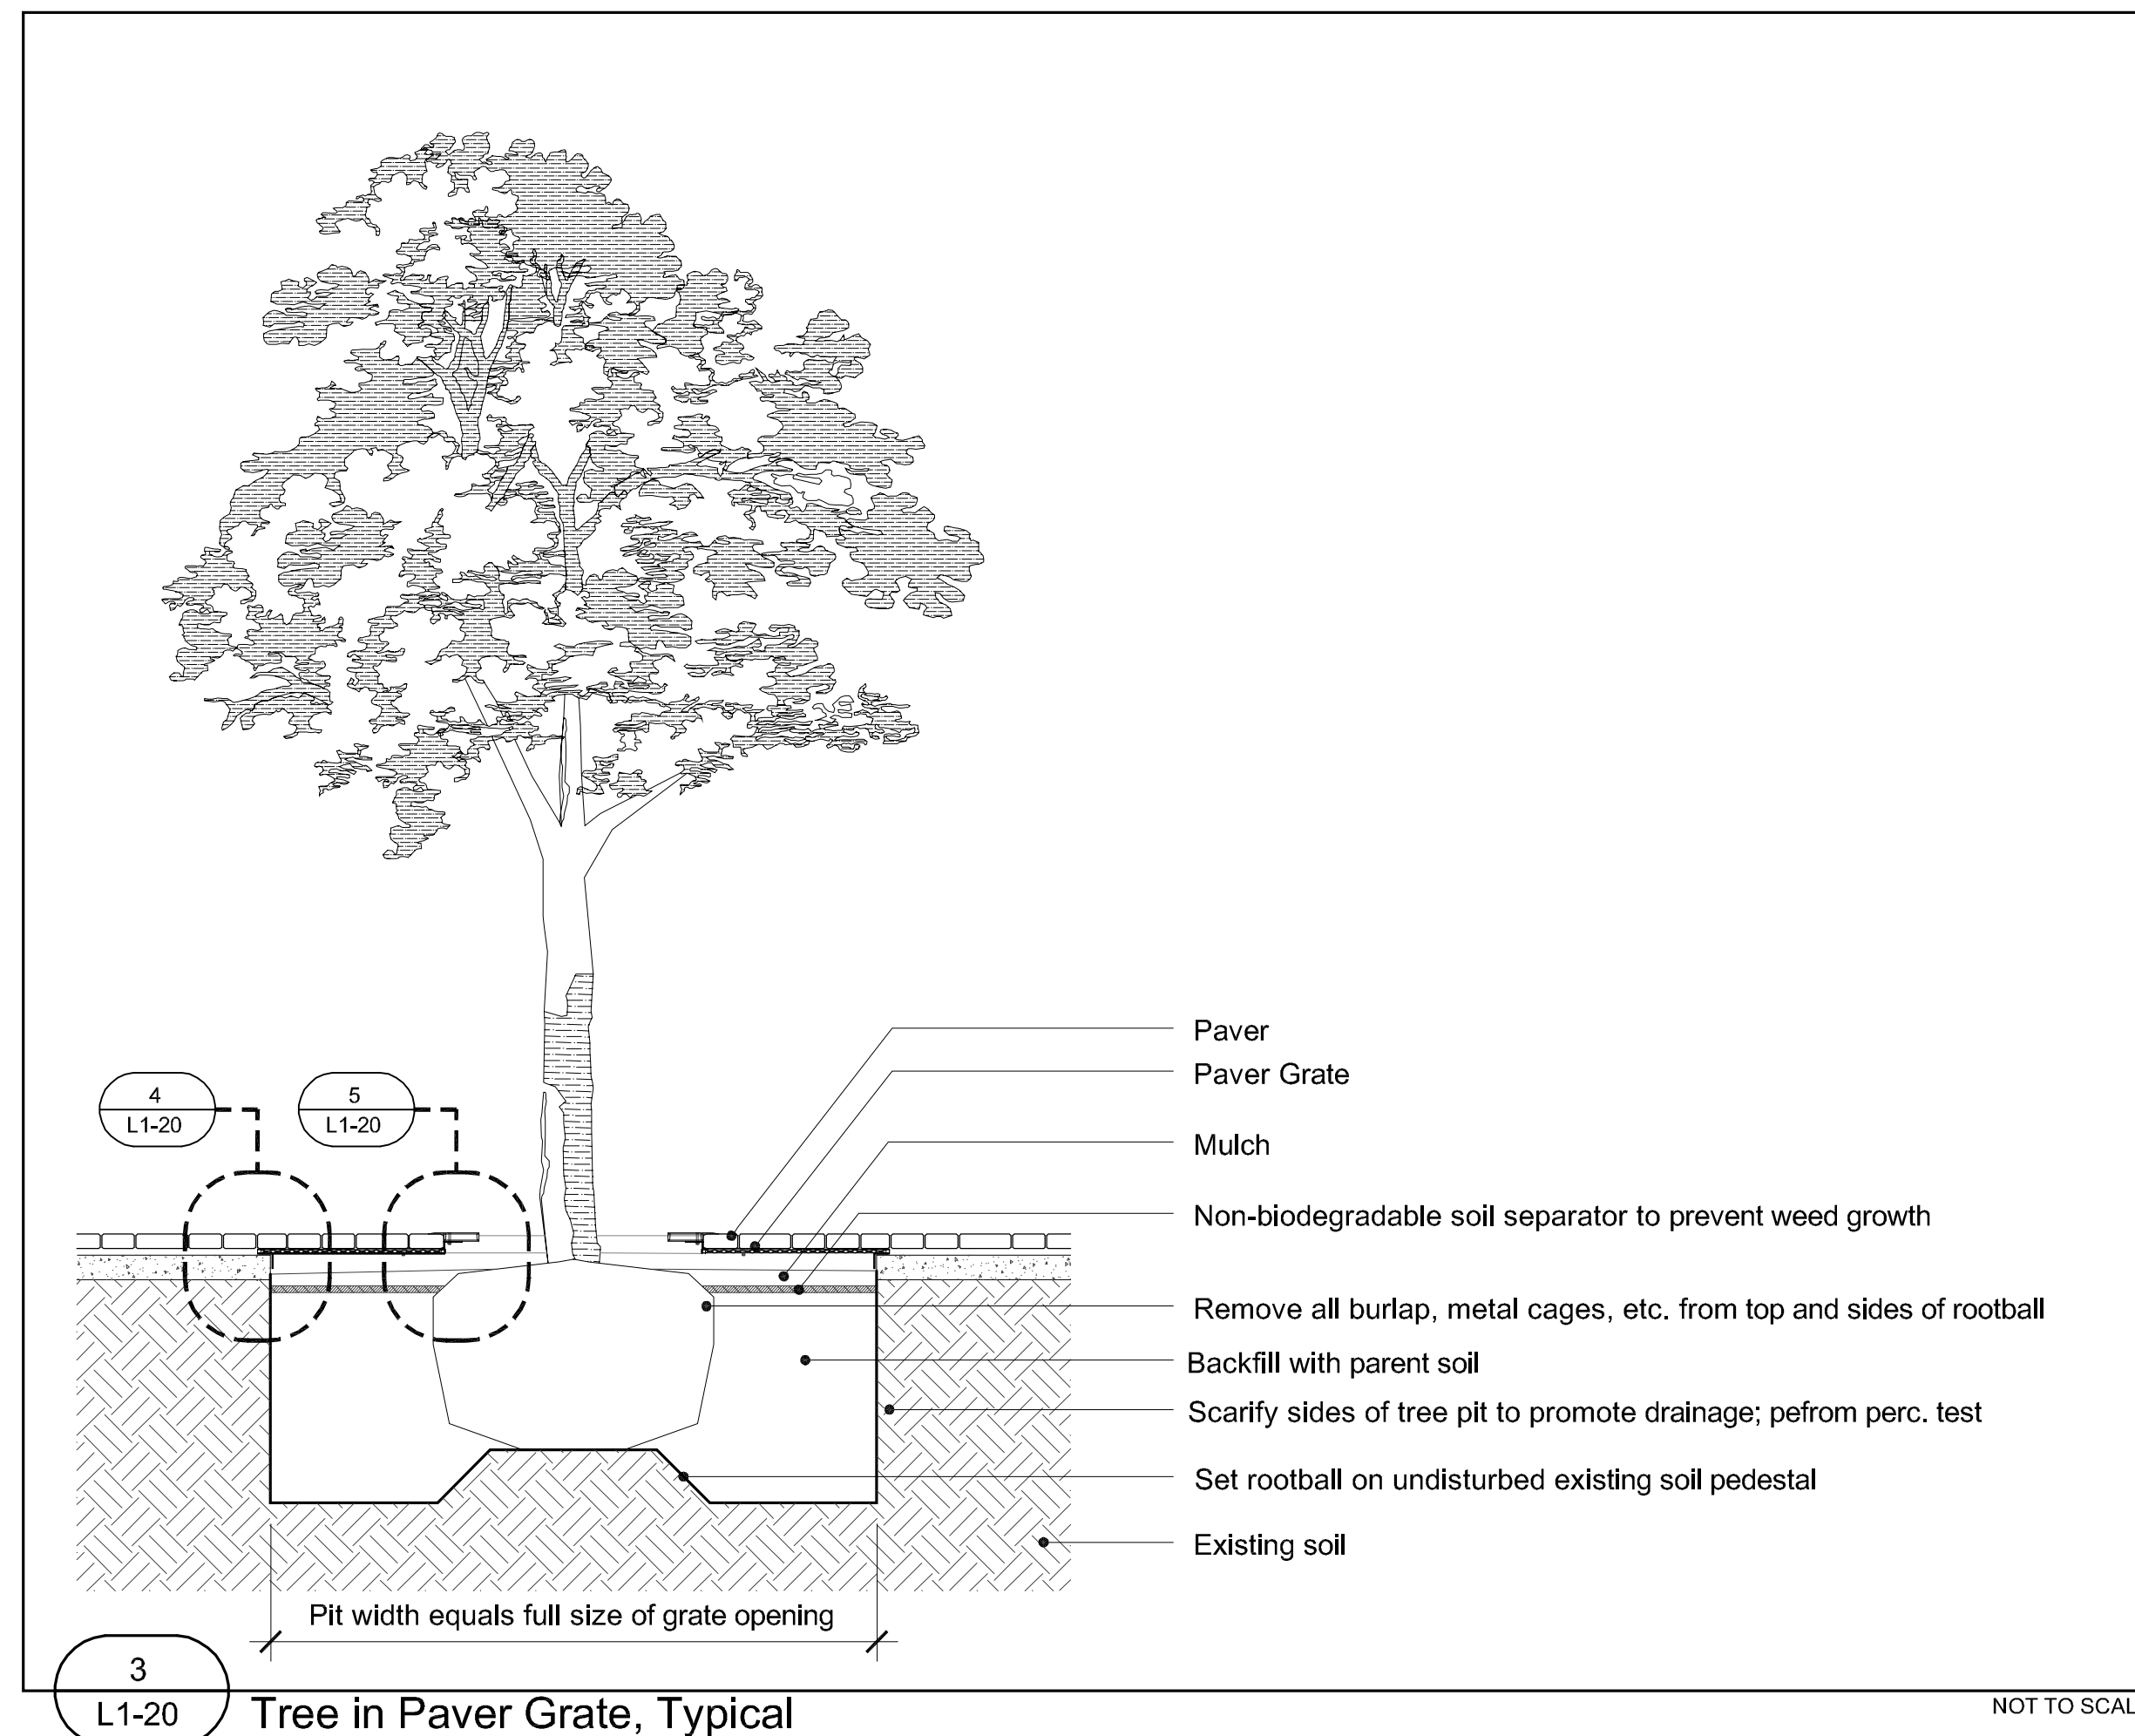 Paver
Paver Grate
4
L1-20
5
L1-20
Mulch
Non-biodegradable soil separator to prevent weed growth
Remove all burlap, metal cages, etc. from top and sides of rootball
Backfill with parent soil
Scarify sides of tree pit to promote drainage; pefrom perc. test
Set rootball on undisturbed existing soil pedestal
Existing soil
Pit width equals full size of grate opening
3
L1-20
Tree in Paver Grate, Typical
NOT TO SCAL